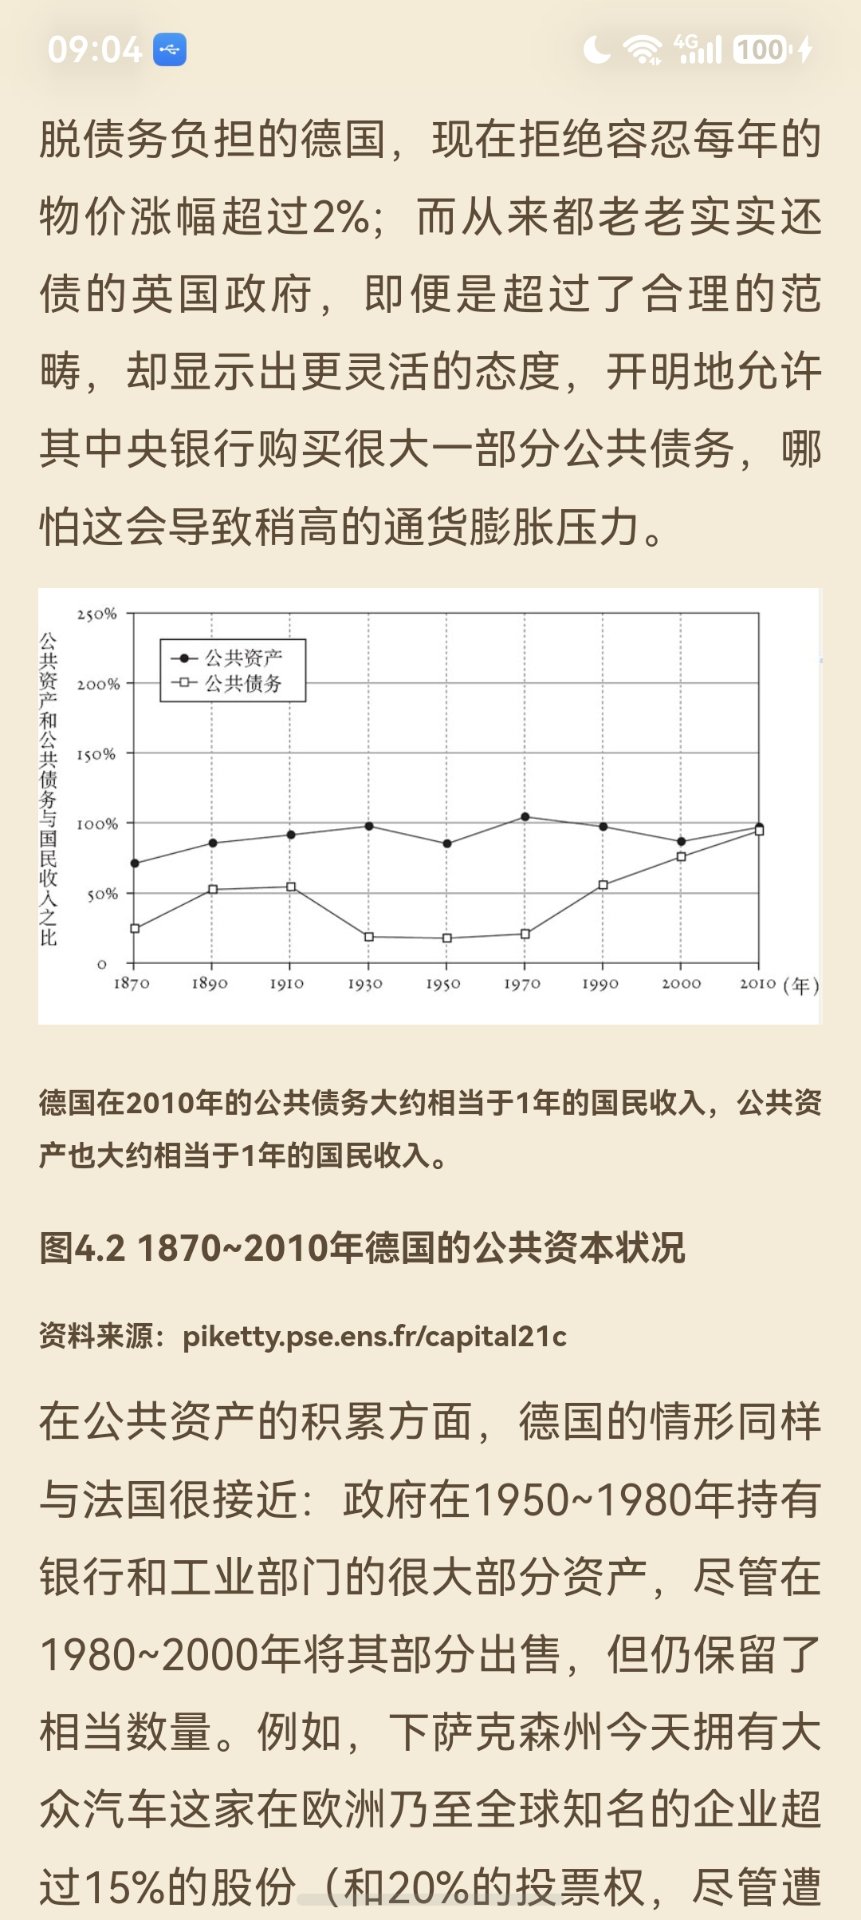 09:04
4G
100
脱债务负担的德国，现在拒绝容忍每年的
物价涨幅超过2%；而从来都老老实实还
债的英国政府，即便是超过了合理的范
畴，却显示出更灵活的态度，开明地允许
其中央银行购买很大一部分公共债务，哪
怕这会导致稍高的通货膨胀压力。
公共资产和公共债务与国民收入之比
250%
200%
150%
100%
50%
0
公共资产
公共债务
1870 1890 1910 1930 1950 1970 1990 2000 2010 (年)
德国在2010年的公共债务大约相当于1年的国民收入，公共资
产也大约相当于1年的国民收入。
图4.2 1870~2010年德国的公共资本状况
资料来源：piketty.pse.ens.fr/capital21c
在公共资产的积累方面，德国的情形同样
与法国很接近：政府在1950~1980年持有
银行和工业部门的很大部分资产，尽管在
1980~2000年将其部分出售，但仍保留了
相当数量。例如，下萨克森州今天拥有大
众汽车这家在欧洲乃至全球知名的企业超
过15%的股份（和20%的投票权，尽管遭